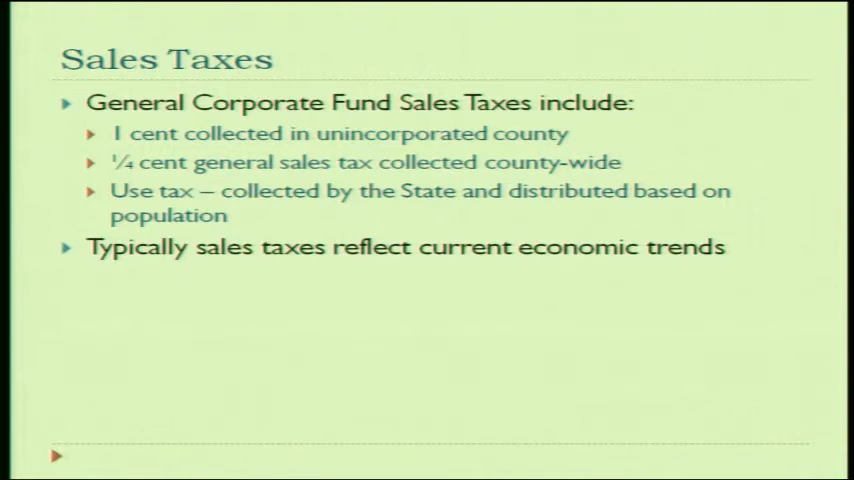 Sales Taxes
General Corporate Fund Sales Taxes include:
1 cent collected in unincorporated county
¼ cent general sales tax collected county-wide
Use tax – collected by the State and distributed based on
population
Typically sales taxes reflect current economic trends